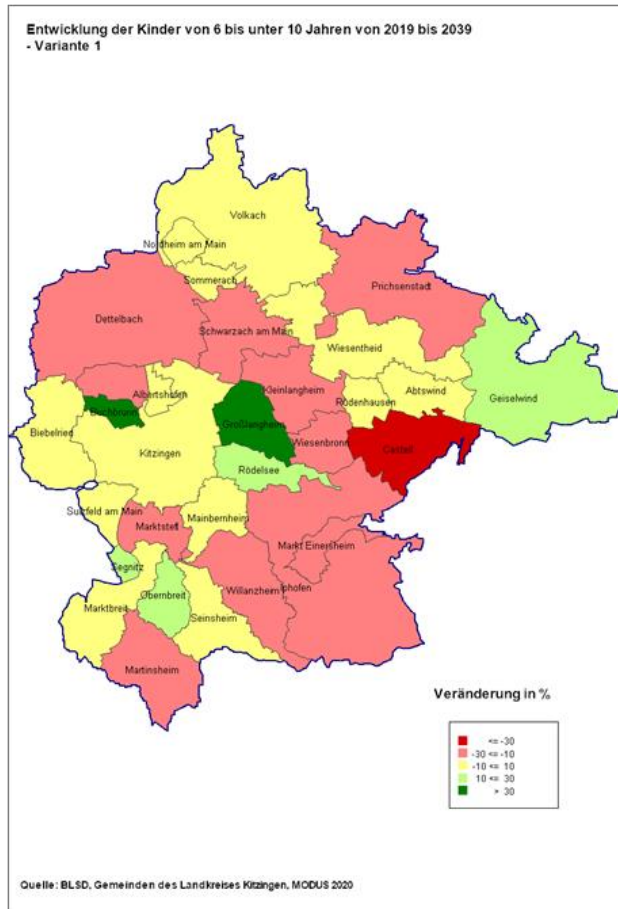 Entwicklung der Kinder von 6 bis unter 10 Jahren von 2019 bis 2039
- Variante 1
Volkach
Nordheim am Main
Sommerach
Prichsenstadt
Dettelbach
Schwarzach am Main
Wiesentheid
Kleinlangheim
Albertshofen
Abtswind
Rüdenhausen
Geiselwind
Buchbrunn
Großlangheim
Biebelried
Wiesenbronn
Castell
Kitzingen
Rödelsee
Sulzfeld am Main
Mainbernheim
Marktsteft
Markt Einersheim
Segnitz
Willanzheim
Iphofen
Obernbreit
Marktbreit
Seinsheim
Martinsheim
Veränderung in %
<= -30
-30 <= -10
-10 <= 10
10 <= 30
> 30
Quelle: BLSD, Gemeinden des Landkreises Kitzingen, MODUS 2020